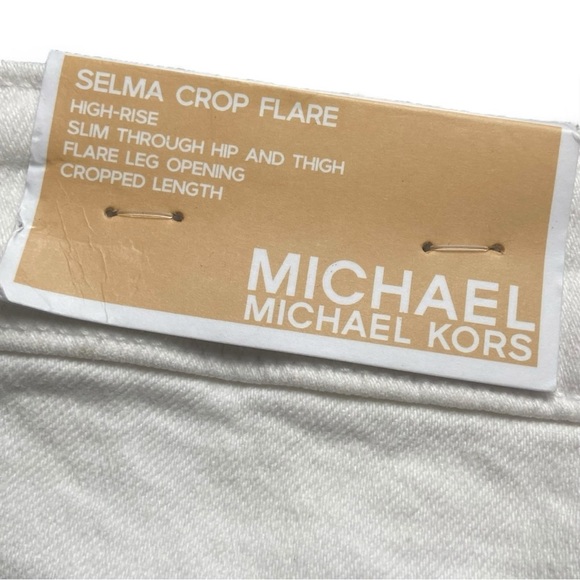 SELMA CROP FLARE
HIGH-RISE
SLIM THROUGH HIP AND THIGH
FLARE LEG OPENING
CROPPED LENGTH
MICHAEL
MICHAEL KORS